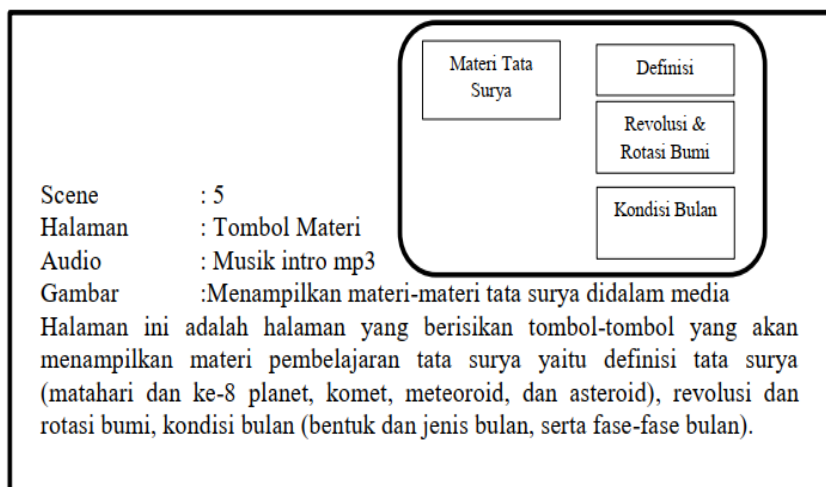 Materi Tata
Surya
Definisi
Revolusi &
Rotasi Bumi
Kondisi Bulan
Scene : 5
Halaman : Tombol Materi
Audio : Musik intro mp3
Gambar :Menampilkan materi-materi tata surya didalam media
Halaman ini adalah halaman yang berisikan tombol-tombol yang akan
menampilkan materi pembelajaran tata surya yaitu definisi tata surya
(matahari dan ke-8 planet, komet, meteoroid, dan asteroid), revolusi dan
rotasi bumi, kondisi bulan (bentuk dan jenis bulan, serta fase-fase bulan).